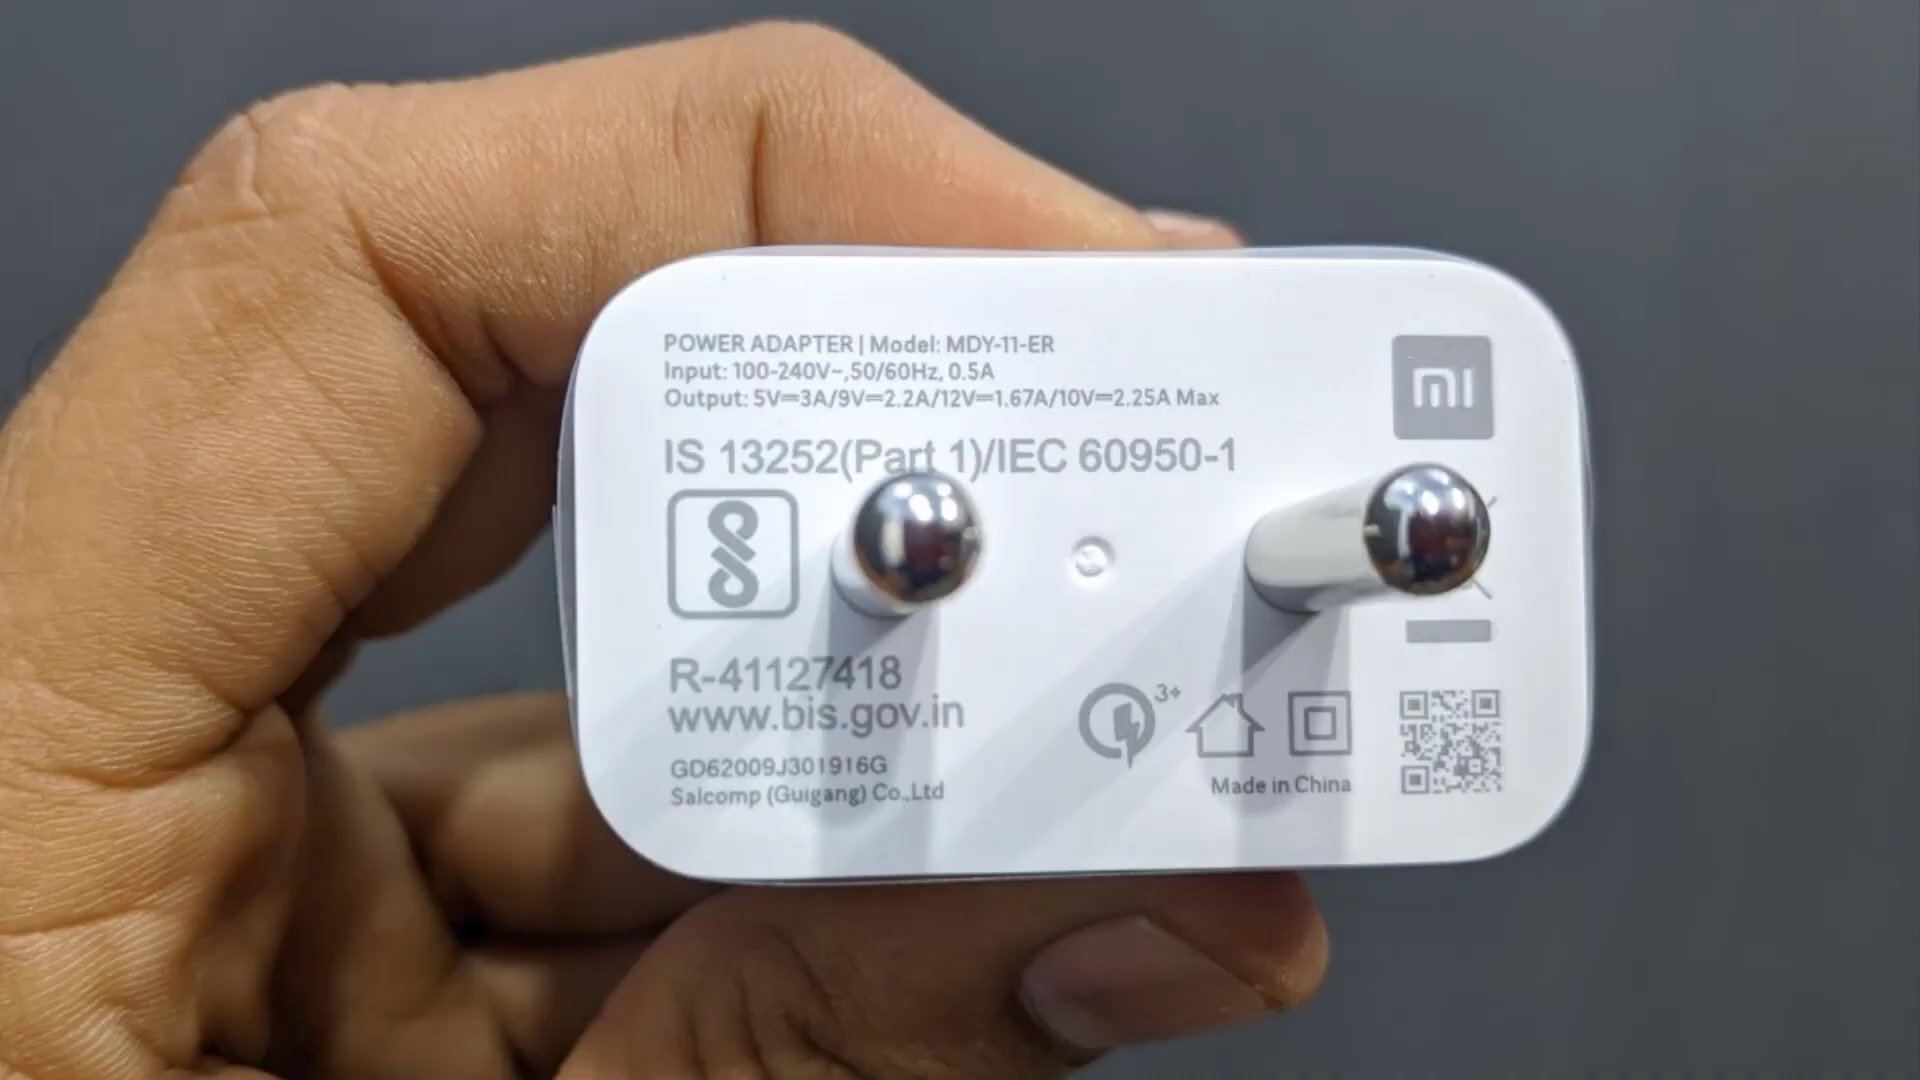 POWER ADAPTER | Model: MDY-11-ER
Input: 100-240V~,50/60Hz, 0.5A
Output: 5V⎓3A/9V⎓2.2A/12V⎓1.67A/10V⎓2.25A Max
mi
IS 13252(Part 1)/IEC 60950-1
R-41127418
www.bis.gov.in
3+
GD62009J301916G
Salcomp (Guigang) Co.,Ltd
Made in China